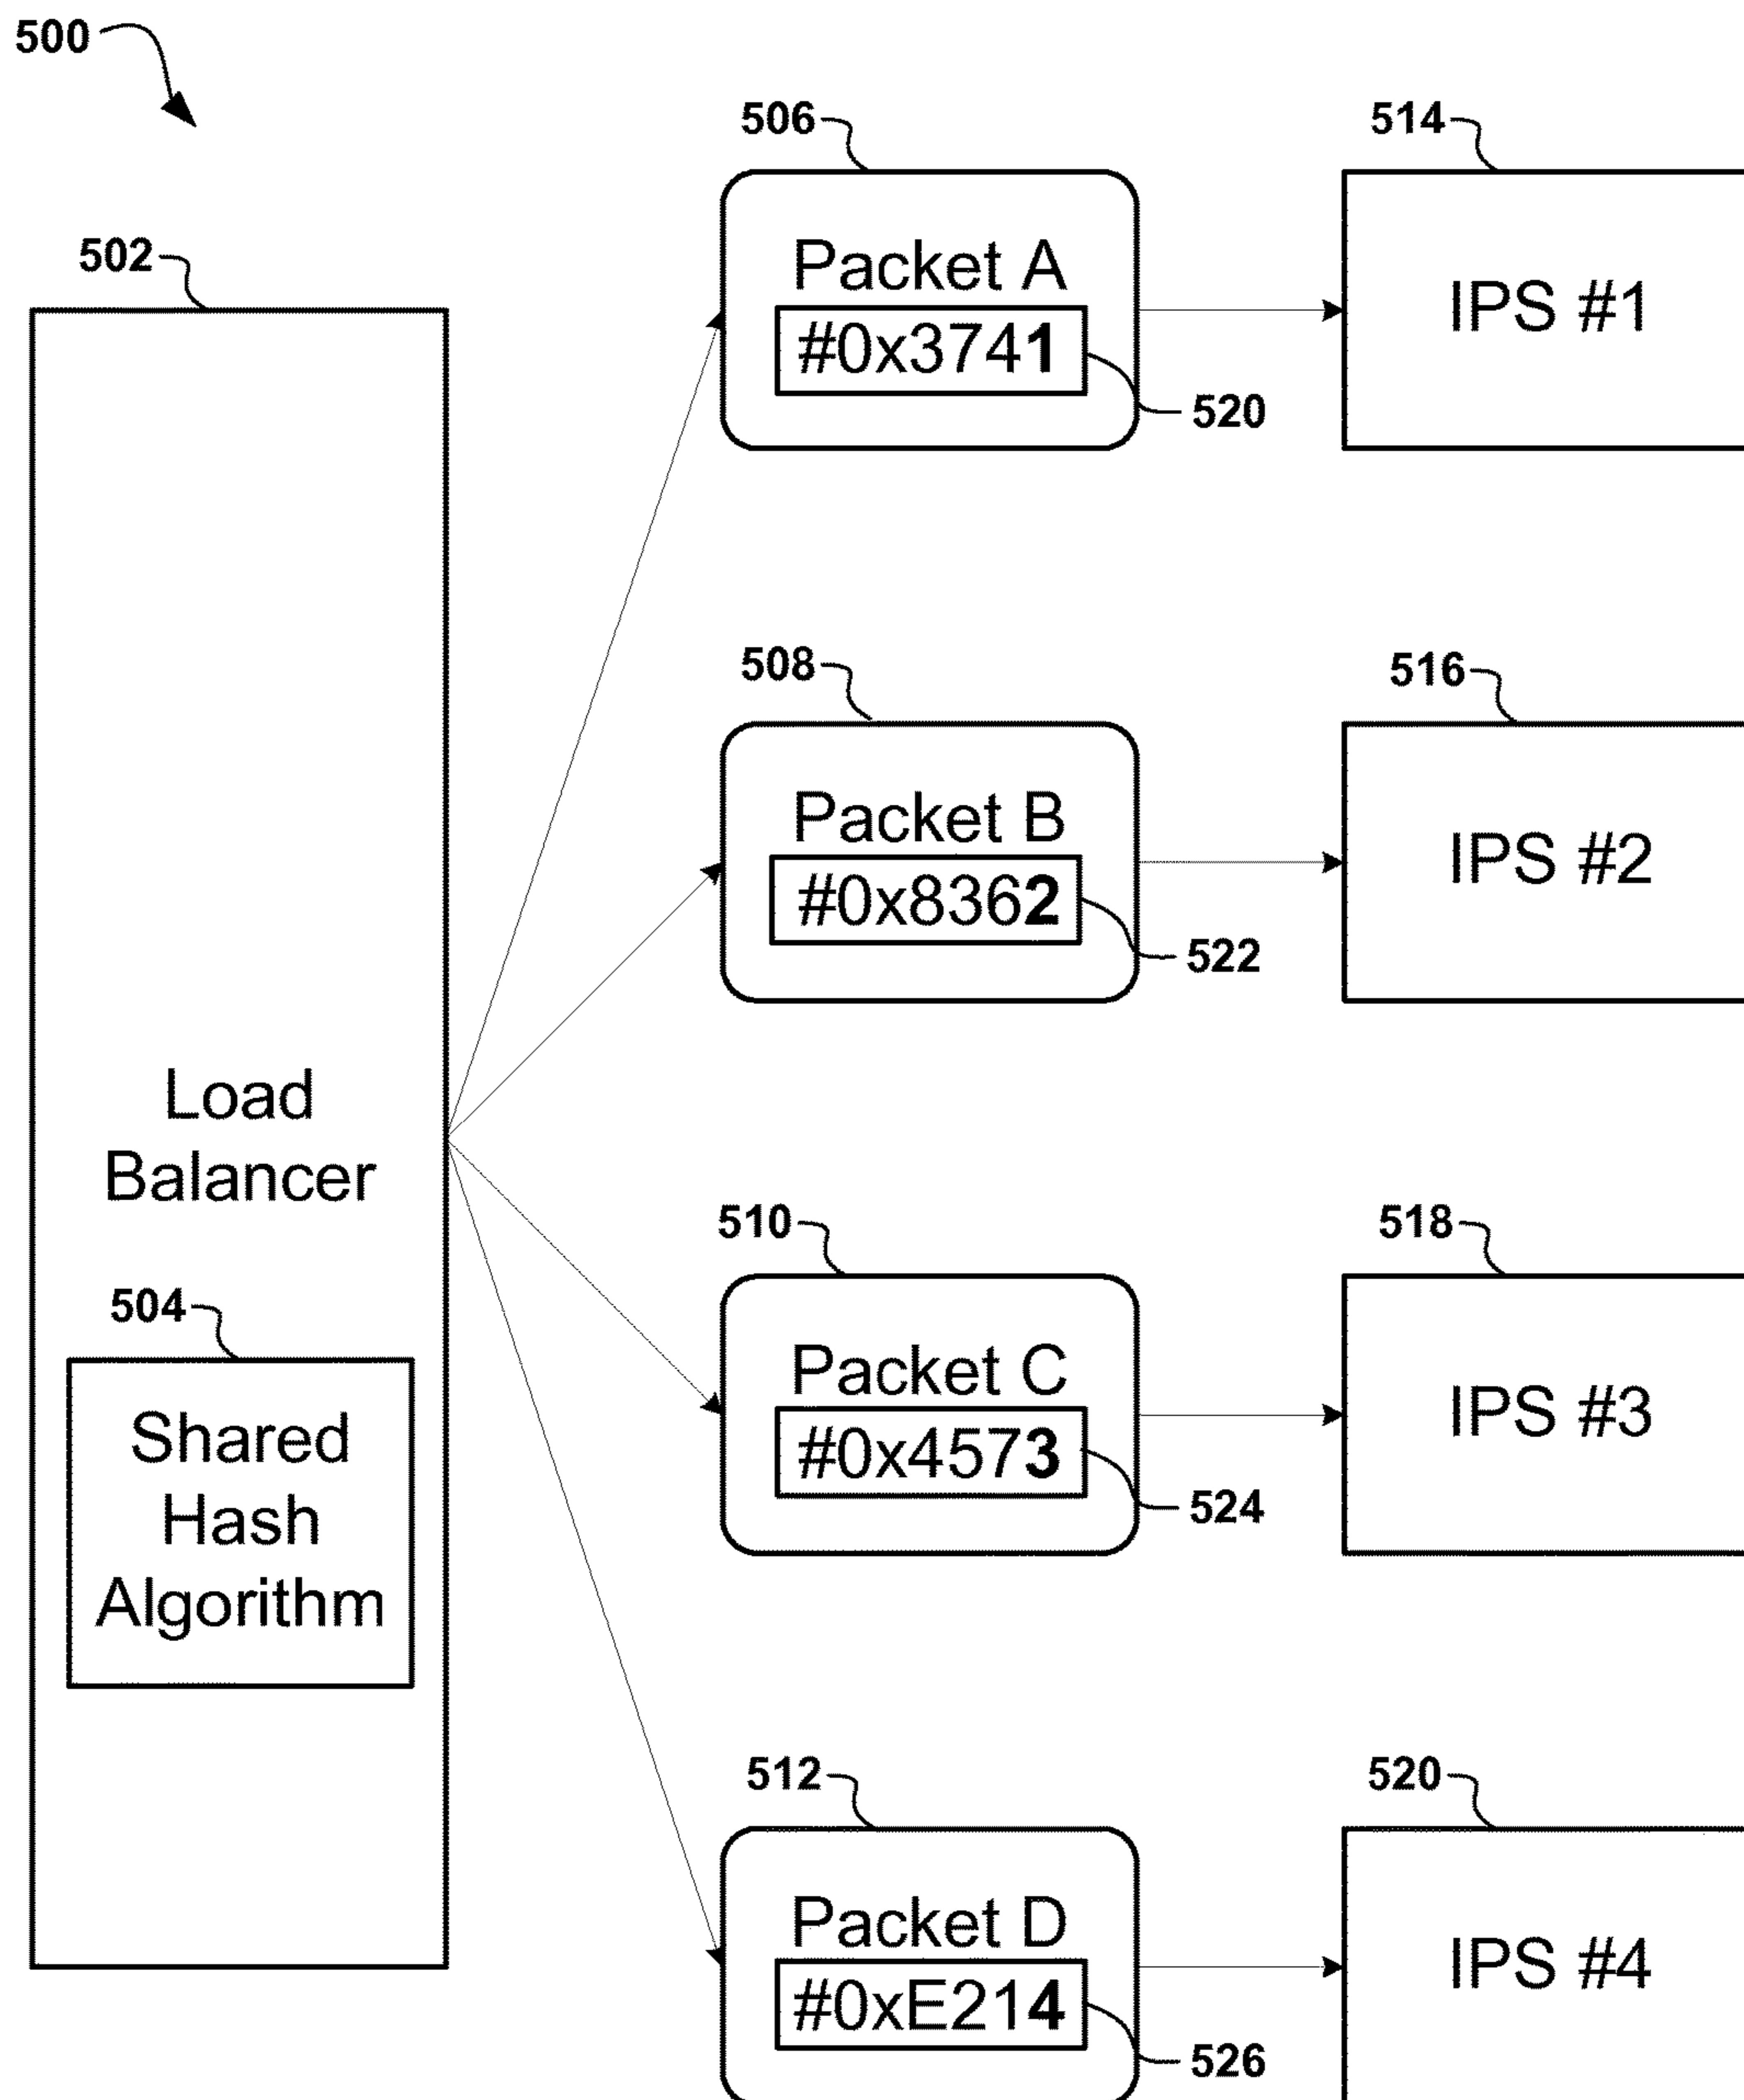 500
506
514
502
Packet A
#0x3741
520
IPS #1
508
516
Packet B
#0x8362
522
IPS #2
Load
Balancer
510
518
504
Packet C
#0x4573
524
IPS #3
Shared
Hash
Algorithm
512
520
Packet D
#0xE214
526
IPS #4